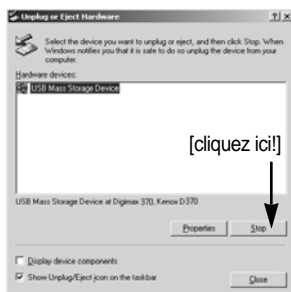 Unplug or Eject Hardware
Select the device you want to unplug or eject, and then click Stop. When
Windows notifies you that it is safe to do so unplug the device from your
computer.
Hardware devices:
USB Mass Storage Device
[cliquez ici!]
USB Mass Storage Device at Digimax 370, Kenox D370
Properties
Stop
Display device components
Show Unplug/Eject icon on the taskbar
Close